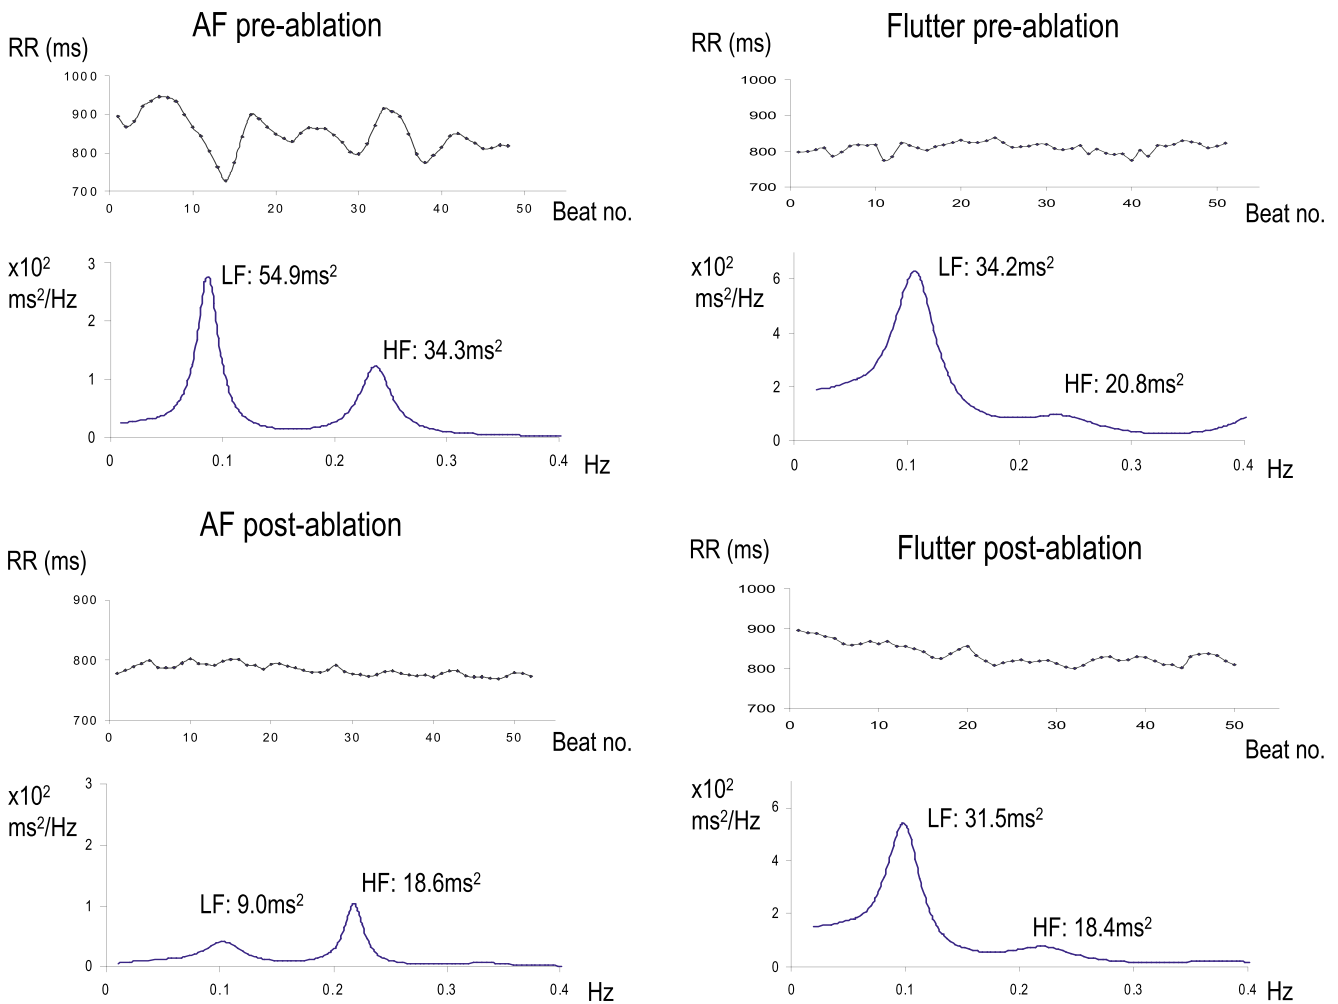 AF pre-ablation
RR (ms)
1000
900
800
700
0 10 20 30 40 50
Beat no.
x10²
ms²/Hz
3
2
1
0
LF: 54.9ms²
HF: 34.3ms²
0 0.1 0.2 0.3 0.4 Hz
Flutter pre-ablation
RR (ms)
1000
900
800
700
0 10 20 30 40 50
Beat no.
x10²
ms²/Hz
6
4
2
0
LF: 34.2ms²
HF: 20.8ms²
0 0.1 0.2 0.3 0.4 Hz
AF post-ablation
RR (ms)
900
800
700
0 10 20 30 40 50
Beat no.
x10²
ms²/Hz
3
2
1
0
LF: 9.0ms²
HF: 18.6ms²
0 0.1 0.2 0.3 0.4 Hz
Flutter post-ablation
RR (ms)
1000
900
800
700
0 10 20 30 40 50
Beat no.
x10²
ms²/Hz
6
4
2
0
LF: 31.5ms²
HF: 18.4ms²
0 0.1 0.2 0.3 0.4 Hz